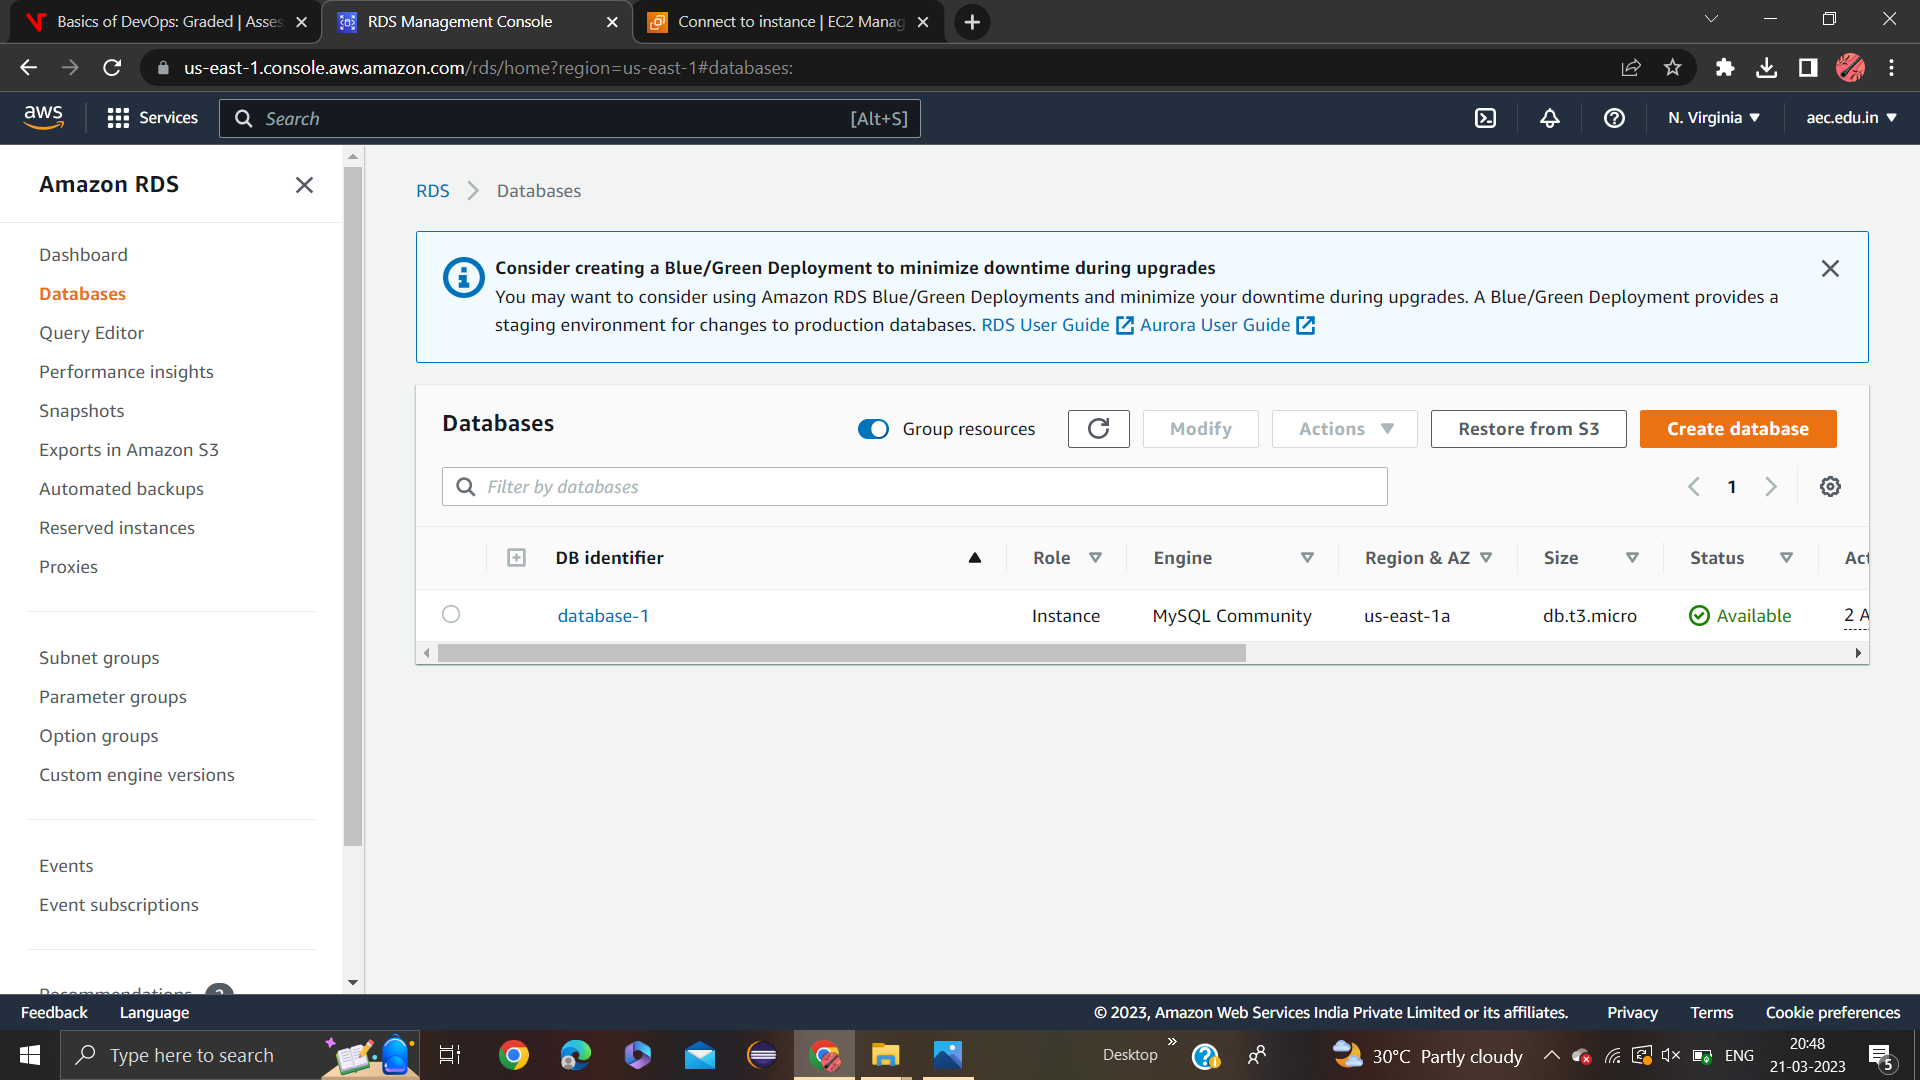 Basics of DevOps: Graded | Asses
RDS Management Console
Connect to instance | EC2 Manag
us-east-1.console.aws.amazon.com/rds/home?region=us-east-1#databases:
aws
Services
Search
[Alt+S]
N. Virginia
aec.edu.in
Amazon RDS
Dashboard
Databases
Query Editor
Performance insights
Snapshots
Exports in Amazon S3
Automated backups
Reserved instances
Proxies
Subnet groups
Parameter groups
Option groups
Custom engine versions
Events
Event subscriptions
Recommendations 2
RDS
Databases
Consider creating a Blue/Green Deployment to minimize downtime during upgrades
You may want to consider using Amazon RDS Blue/Green Deployments and minimize your downtime during upgrades. A Blue/Green Deployment provides a
staging environment for changes to production databases. RDS User Guide Aurora User Guide
Databases
Group resources
Modify
Actions
Restore from S3
Create database
Filter by databases
1
DB identifier
Role
Engine
Region & AZ
Size
Status
Act
database-1
Instance
MySQL Community
us-east-1a
db.t3.micro
Available
2 A
Feedback
Language
© 2023, Amazon Web Services India Private Limited or its affiliates.
Privacy
Terms
Cookie preferences
Type here to search
Desktop
30°C Partly cloudy
ENG
20:48
21-03-2023
5